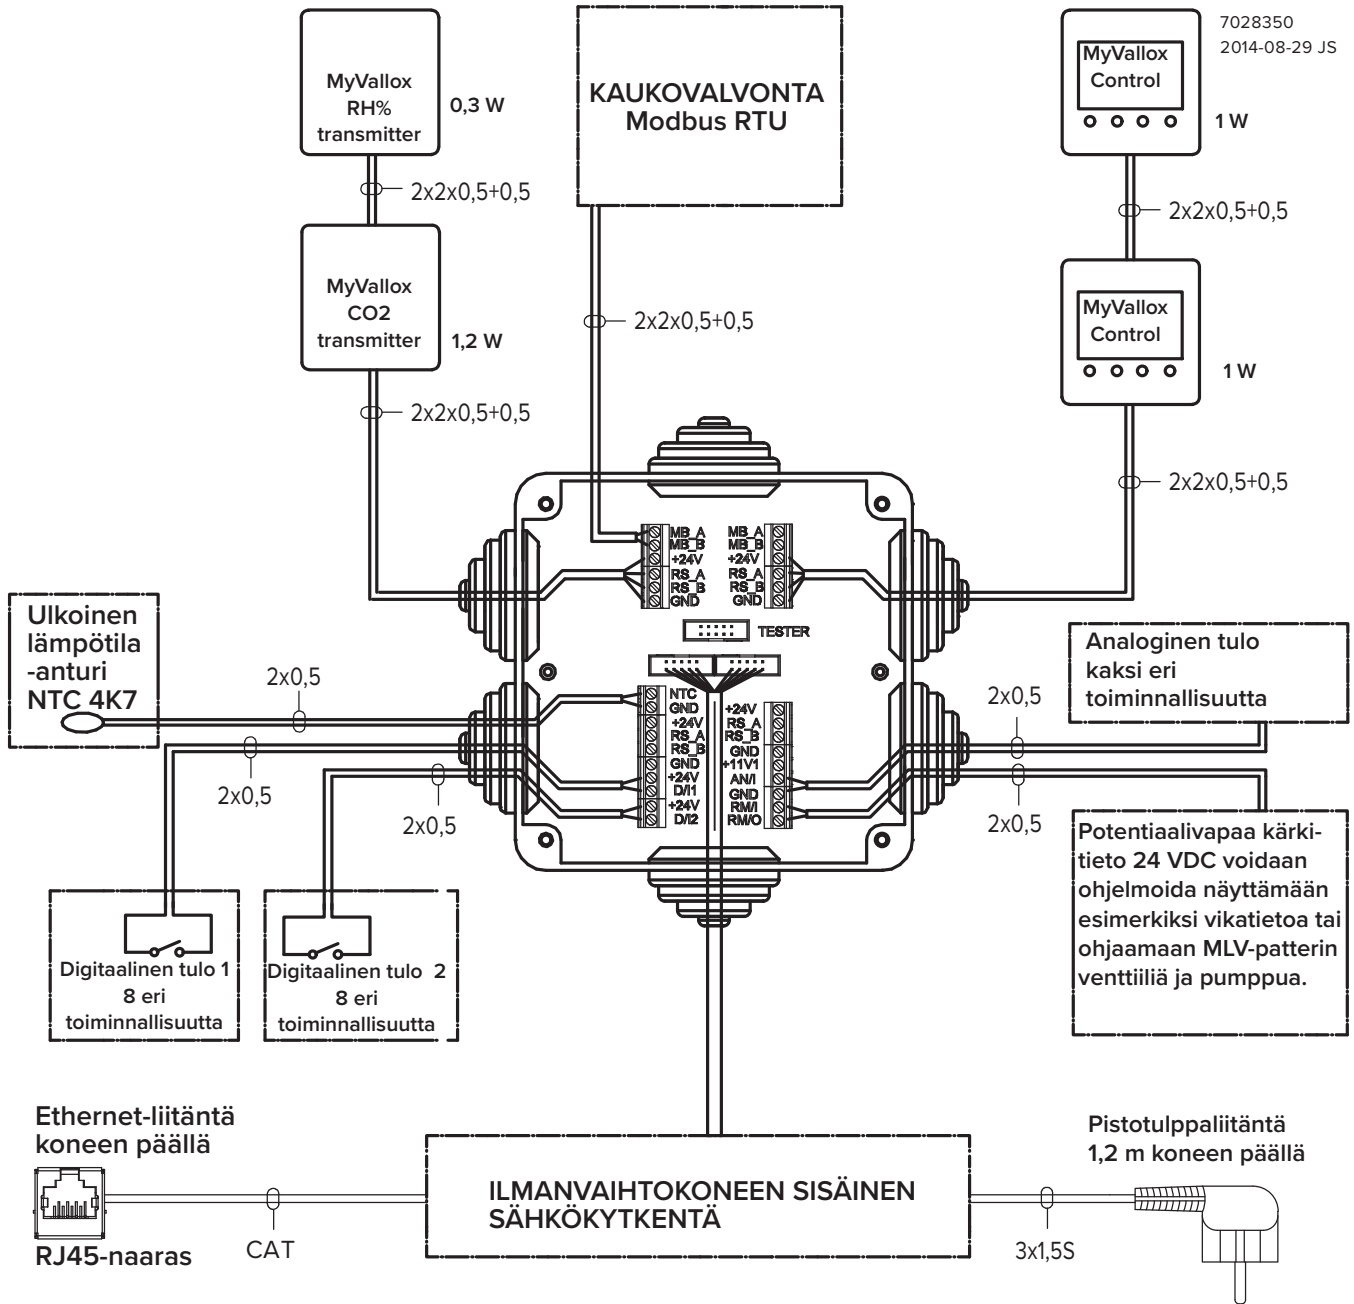 7028350
2014-08-29 JS
MyVallox
RH%
transmitter
0,3 W
KAUKOVALVONTA
Modbus RTU
MyVallox
Control
1 W
2x2x0,5+0,5
2x2x0,5+0,5
MyVallox
CO2
transmitter
1,2 W
2x2x0,5+0,5
MyVallox
Control
1 W
2x2x0,5+0,5
2x2x0,5+0,5
MB_A
MB_B
+24V
RS_A
RS_B
GND
MB_A
MB_B
+24V
RS_A
RS_B
GND
TESTER
Ulkoinen
lämpötila
-anturi
NTC 4K7
2x0,5
2x0,5
2x0,5
NTC
GND
+24V
RS_A
RS_B
GND
+24V
D/I1
+24V
D/I2
+24V
RS_A
RS_B
GND
+11V1
AN/I
GND
RM/I
RM/O
2x0,5
2x0,5
Analoginen tulo
kaksi eri
toiminnallisuutta
Potentiaalivapaa kärki-
tieto 24 VDC voidaan
ohjelmoida näyttämään
esimerkiksi vikatietoa tai
ohjaamaan MLV-patterin
venttiiliä ja pumppua.
Digitaalinen tulo 1
8 eri
toiminnallisuutta
Digitaalinen tulo 2
8 eri
toiminnallisuutta
Ethernet-liitäntä
koneen päällä
RJ45-naaras
CAT
ILMANVAIHTOKONEEN SISÄINEN
SÄHKÖKYTKENTÄ
3x1,5S
Pistotulppaliitäntä
1,2 m koneen päällä